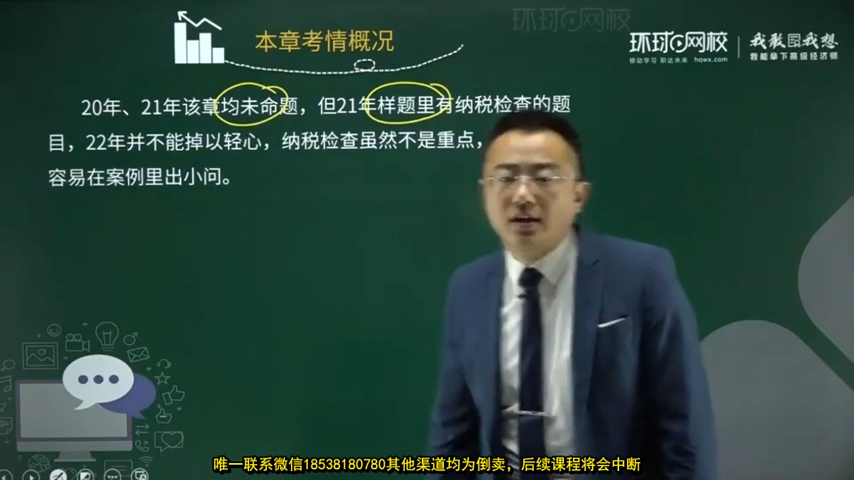 环球网校
环球网校
移动学习 职达未来 hqwx.com
我敢我想
我能拿下高级经济师
本章考情概况
20年、21年该章均未命题，但21年样题里有纳税检查的题
目，22年并不能掉以轻心，纳税检查虽然不是重点，
容易在案例里出小问。
唯一联系微信18538180780其他渠道均为倒卖，后续课程将会中断